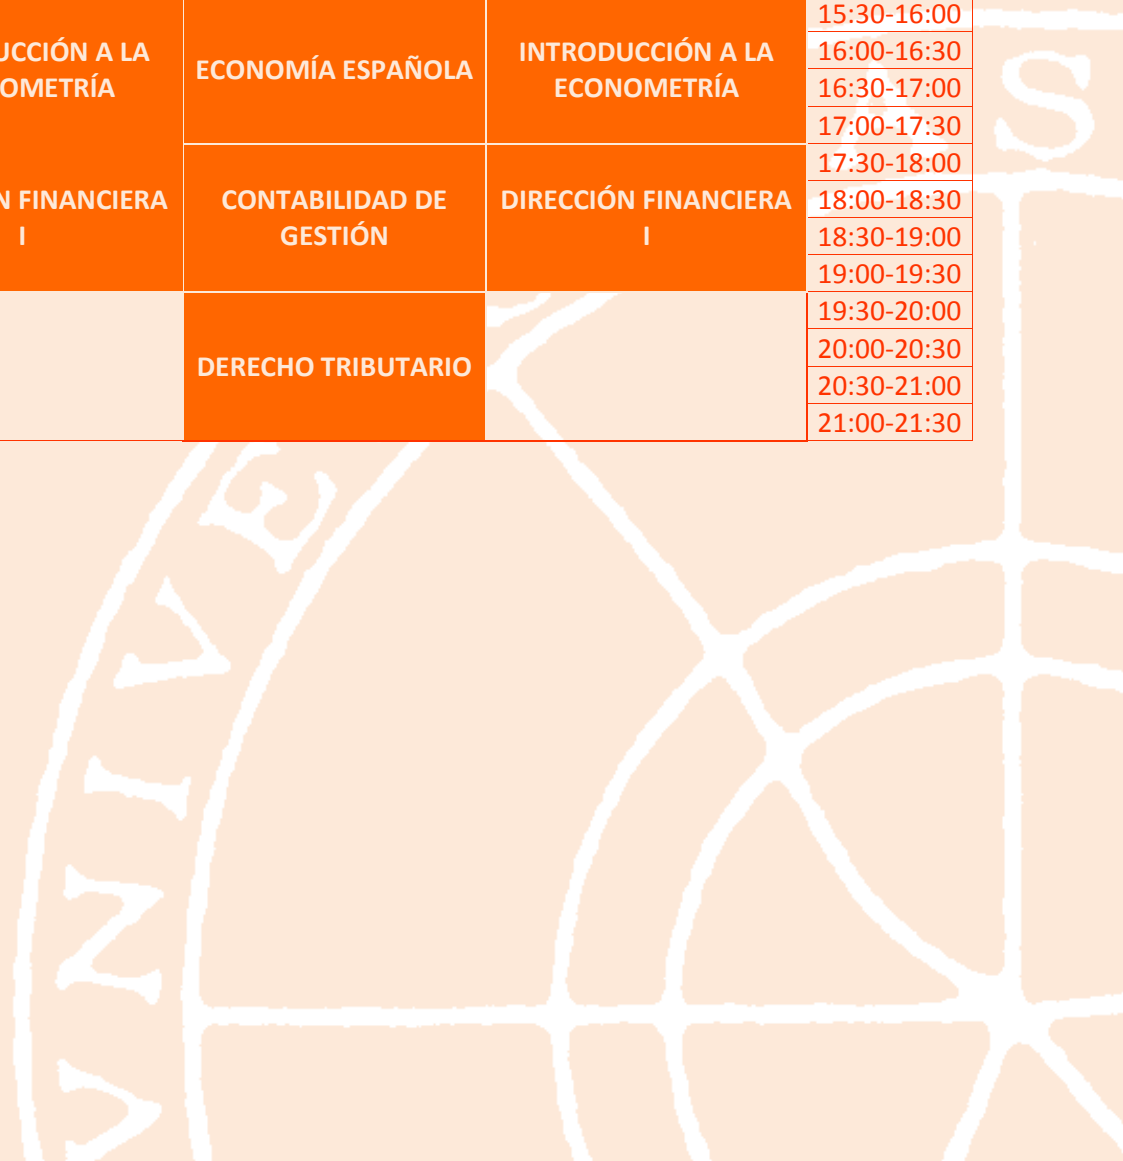 UCCIÓN A LA
OMETRÍA
ECONOMÍA ESPAÑOLA
INTRODUCCIÓN A LA
ECONOMETRÍA
15:30-16:00
16:00-16:30
16:30-17:00
17:00-17:30
N FINANCIERA
I
CONTABILIDAD DE
GESTIÓN
DIRECCIÓN FINANCIERA
I
17:30-18:00
18:00-18:30
18:30-19:00
19:00-19:30
DERECHO TRIBUTARIO
19:30-20:00
20:00-20:30
20:30-21:00
21:00-21:30
VNIVE
A S